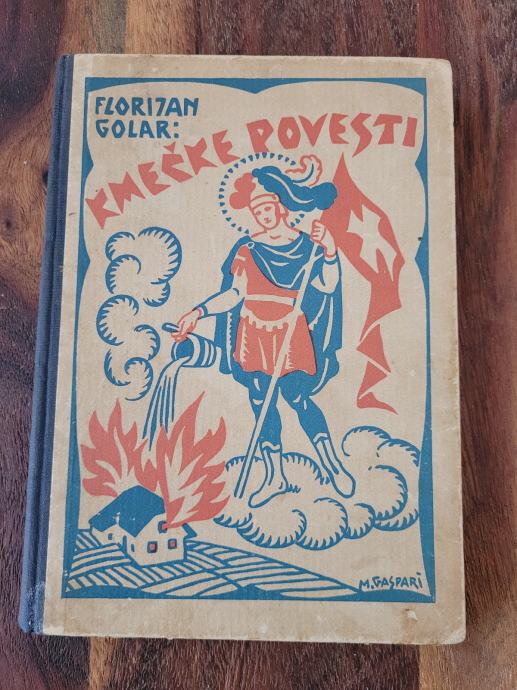 FLORIJAN
GOLAR:
KMEČKE POVESTI
M. GASPARI